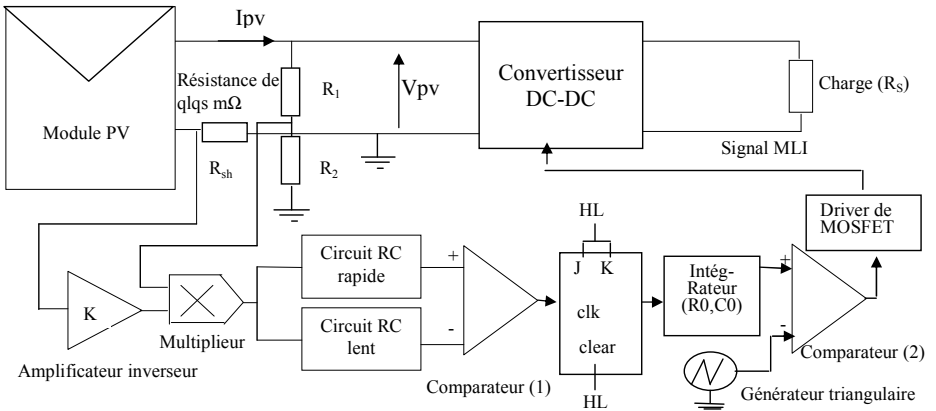 Ipv
Résistance de
qlqs mΩ
R1
Vpv
Convertisseur
DC-DC
Charge (RS)
Module PV
Rsh
R2
Signal MLI
Driver de
MOSFET
HL
Circuit RC
rapide
+
J K
Intég-
Rateur
(R0,C0)
+
K
clk
Circuit RC
lent
-
clear
-
Multiplieur
Amplificateur inverseur
Comparateur (1)
HL
Comparateur (2)
Générateur triangulaire